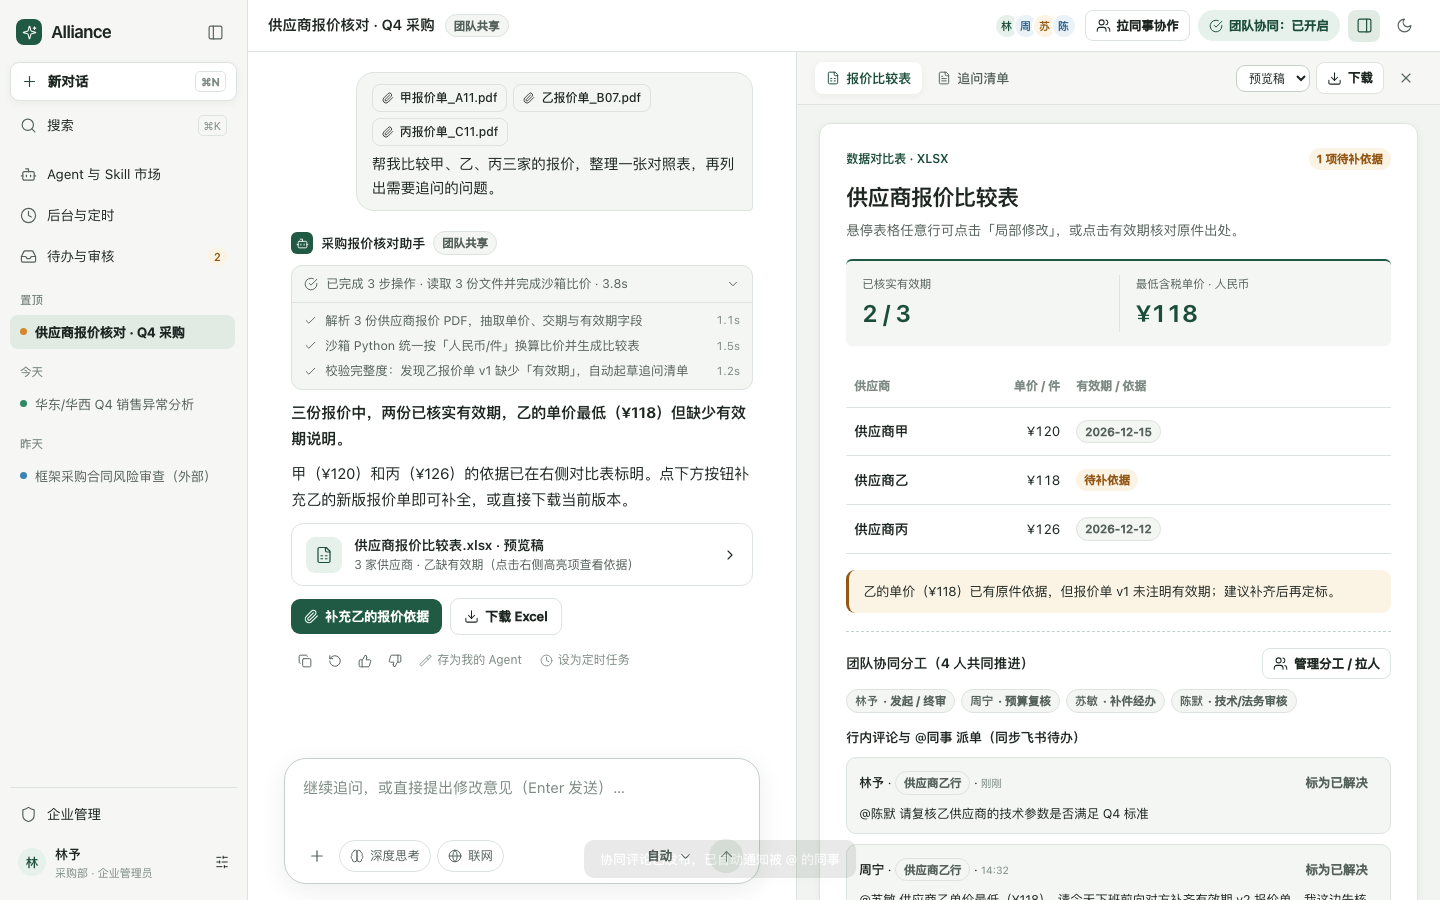 Alliance
新对话
⌘N
搜索
⌘K
Agent 与 Skill 市场
后台与定时
待办与审核
2
置顶
供应商报价核对 · Q4 采购
今天
华东/华西 Q4 销售异常分析
昨天
框架采购合同风险审查（外部）
企业管理
林
林予
采购部 · 企业管理员
供应商报价核对 · Q4 采购
团队共享
林
周
苏
陈
拉同事协作
团队协同：已开启
甲报价单_A11.pdf
乙报价单_B07.pdf
丙报价单_C11.pdf
帮我比较甲、乙、丙三家的报价，整理一张对照表，再列
出需要追问的问题。
采购报价核对助手
团队共享
已完成 3 步操作 · 读取 3 份文件并完成沙箱比价 · 3.8s
解析 3 份供应商报价 PDF，抽取单价、交期与有效期字段
1.1s
沙箱 Python 统一按「人民币/件」换算比价并生成比较表
1.5s
校验完整度：发现乙报价单 v1 缺少「有效期」，自动起草追问清单
1.2s
三份报价中，两份已核实有效期，乙的单价最低（¥118）但缺少有效
期说明。
甲（¥120）和丙（¥126）的依据已在右侧对比表标明。点下方按钮补
充乙的新版报价单即可补全，或直接下载当前版本。
供应商报价比较表.xlsx · 预览稿
3 家供应商 · 乙缺有效期（点击右侧高亮项查看依据）
补充乙的报价依据
下载 Excel
存为我的 Agent
设为定时任务
继续追问，或直接提出修改意见（Enter 发送）...
深度思考
联网
自动
报价比较表
追问清单
预览稿
下载
数据对比表 · XLSX
1 项待补依据
供应商报价比较表
悬停表格任意行可点击「局部修改」，或点击有效期核对原件出处。
已核实有效期
2 / 3
最低含税单价 · 人民币
¥118
供应商
单价 / 件
有效期 / 依据
供应商甲
¥120
2026-12-15
供应商乙
¥118
待补依据
供应商丙
¥126
2026-12-12
乙的单价（¥118）已有原件依据，但报价单 v1 未注明有效期；建议补齐后再定标。
团队协同分工（4 人共同推进）
管理分工 / 拉人
林予 · 发起 / 终审
周宁 · 预算复核
苏敏 · 补件经办
陈默 · 技术/法务审核
行内评论与 @同事 派单（同步飞书待办）
林予 · 供应商乙行 · 刚刚
标为已解决
@陈默 请复核乙供应商的技术参数是否满足 Q4 标准
周宁 · 供应商乙行 · 14:32
标为已解决